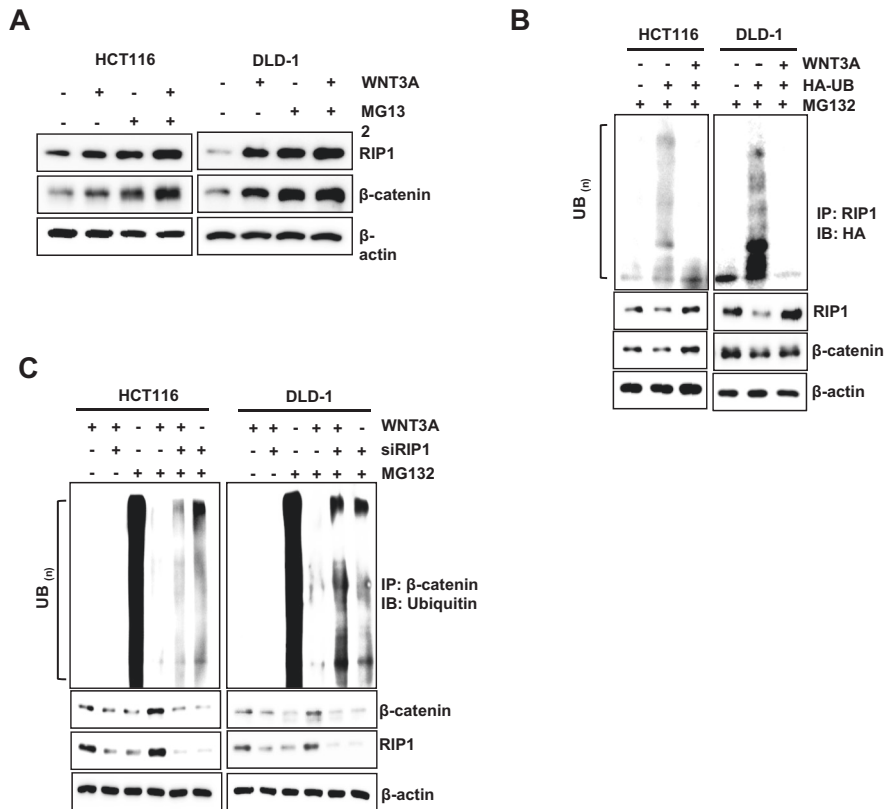 A
HCT116
DLD-1
- + - + - + - + WNT3A
- - + + - - + + MG13
2
RIP1
β-catenin
β-
actin
B
HCT116 DLD-1
- - + - - + WNT3A
- + + - + + HA-UB
+ + + + + + MG132
UB (n)
IP: RIP1
IB: HA
RIP1
β-catenin
β-actin
C
HCT116
DLD-1
+ + - + + - + + - + + - WNT3A
- + - - + + - + - - + + siRIP1
- - + + + + - - + + + + MG132
UB (n)
IP: β-catenin
IB: Ubiquitin
β-catenin
RIP1
β-actin